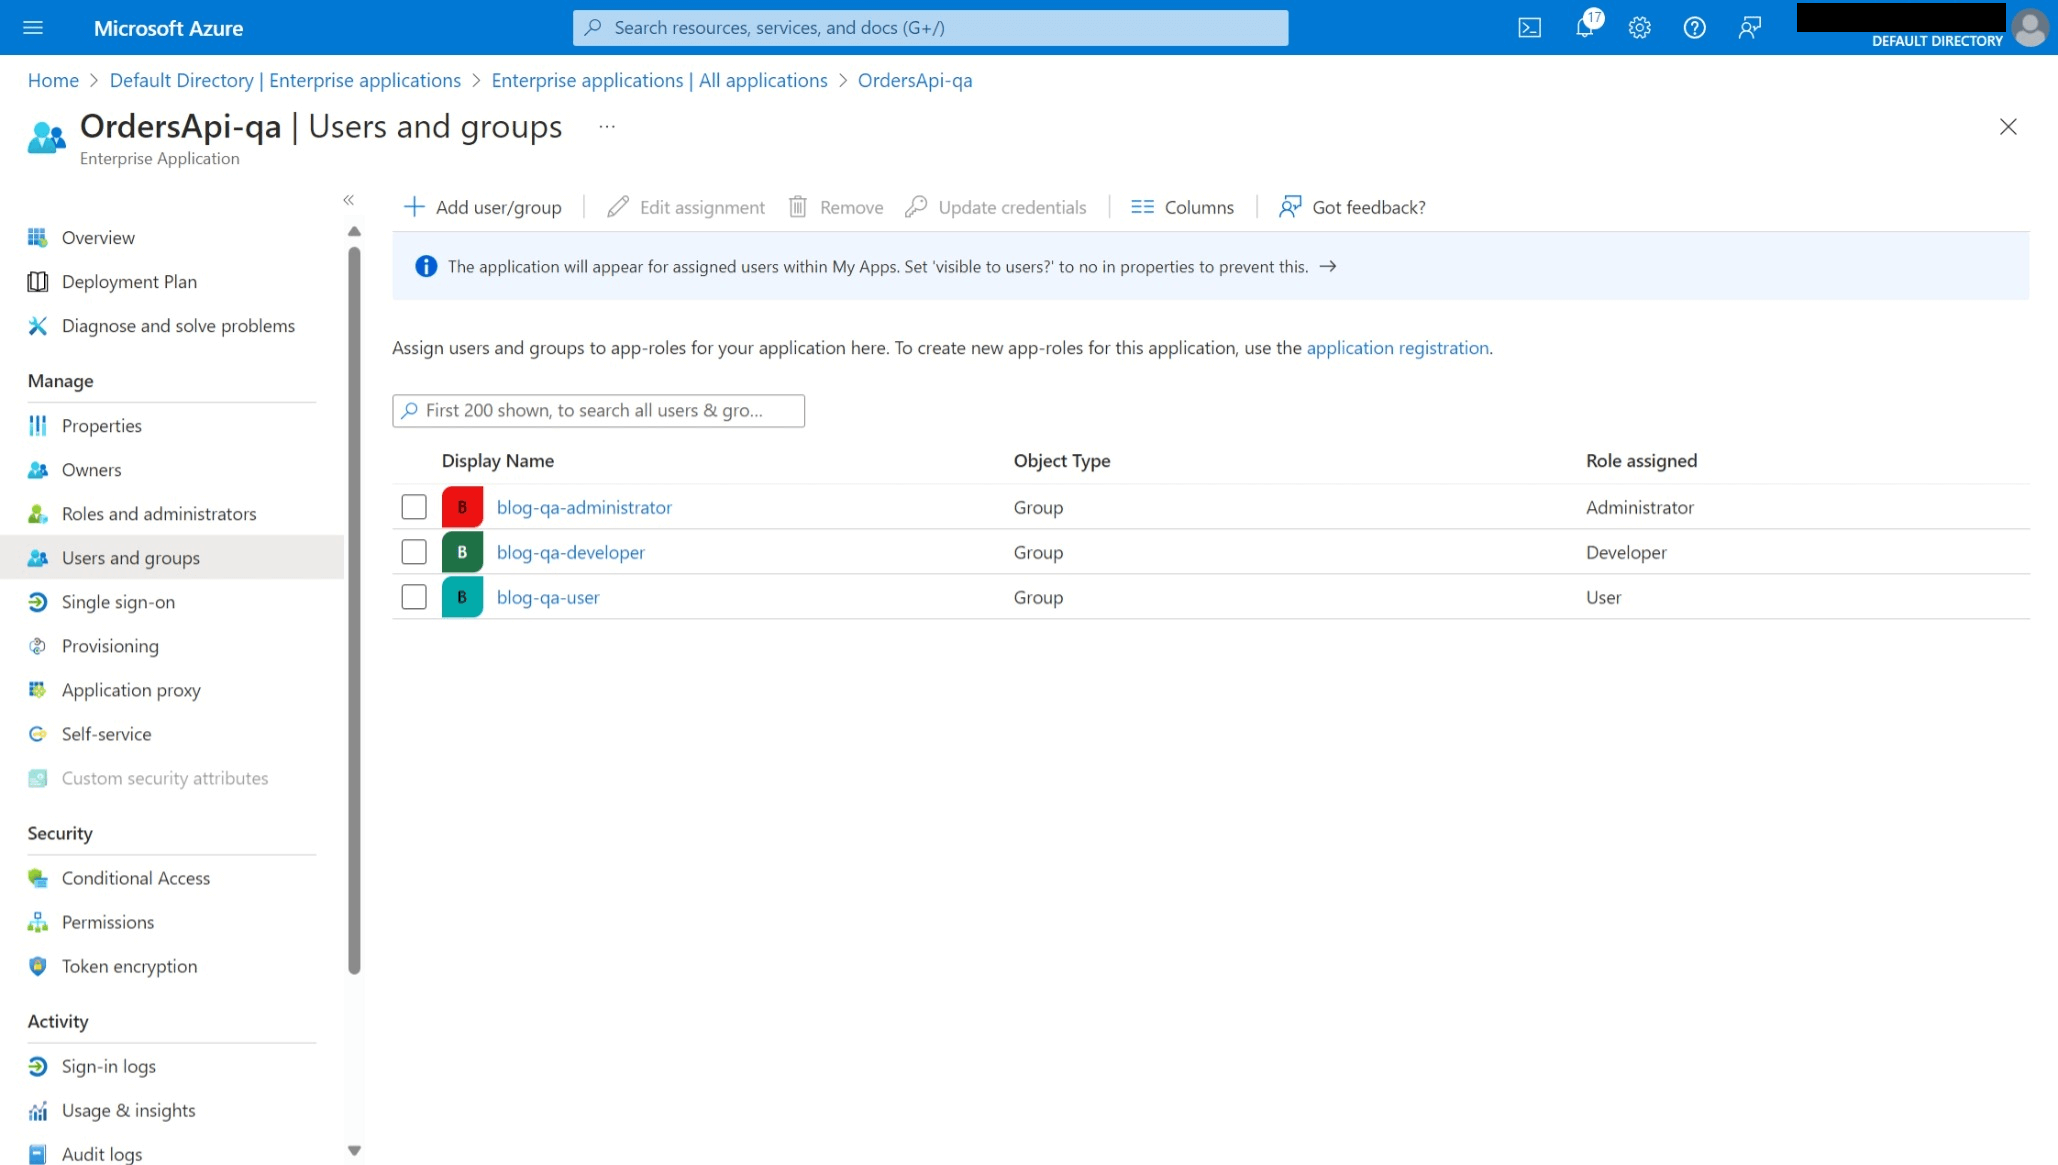 Microsoft Azure
Search resources, services, and docs (G+/)
17
DEFAULT DIRECTORY
Home > Default Directory | Enterprise applications > Enterprise applications | All applications > OrdersApi-qa
OrdersApi-qa | Users and groups ...
Enterprise Application
«
Add user/group
Edit assignment
Remove
Update credentials
Columns
Got feedback?
The application will appear for assigned users within My Apps. Set 'visible to users?' to no in properties to prevent this. →
Assign users and groups to app-roles for your application here. To create new app-roles for this application, use the application registration.
First 200 shown, to search all users & gro...
Display Name Object Type Role assigned
B blog-qa-administrator Group Administrator
B blog-qa-developer Group Developer
B blog-qa-user Group User
Overview
Deployment Plan
Diagnose and solve problems
Manage
Properties
Owners
Roles and administrators
Users and groups
Single sign-on
Provisioning
Application proxy
Self-service
Custom security attributes
Security
Conditional Access
Permissions
Token encryption
Activity
Sign-in logs
Usage & insights
Audit logs